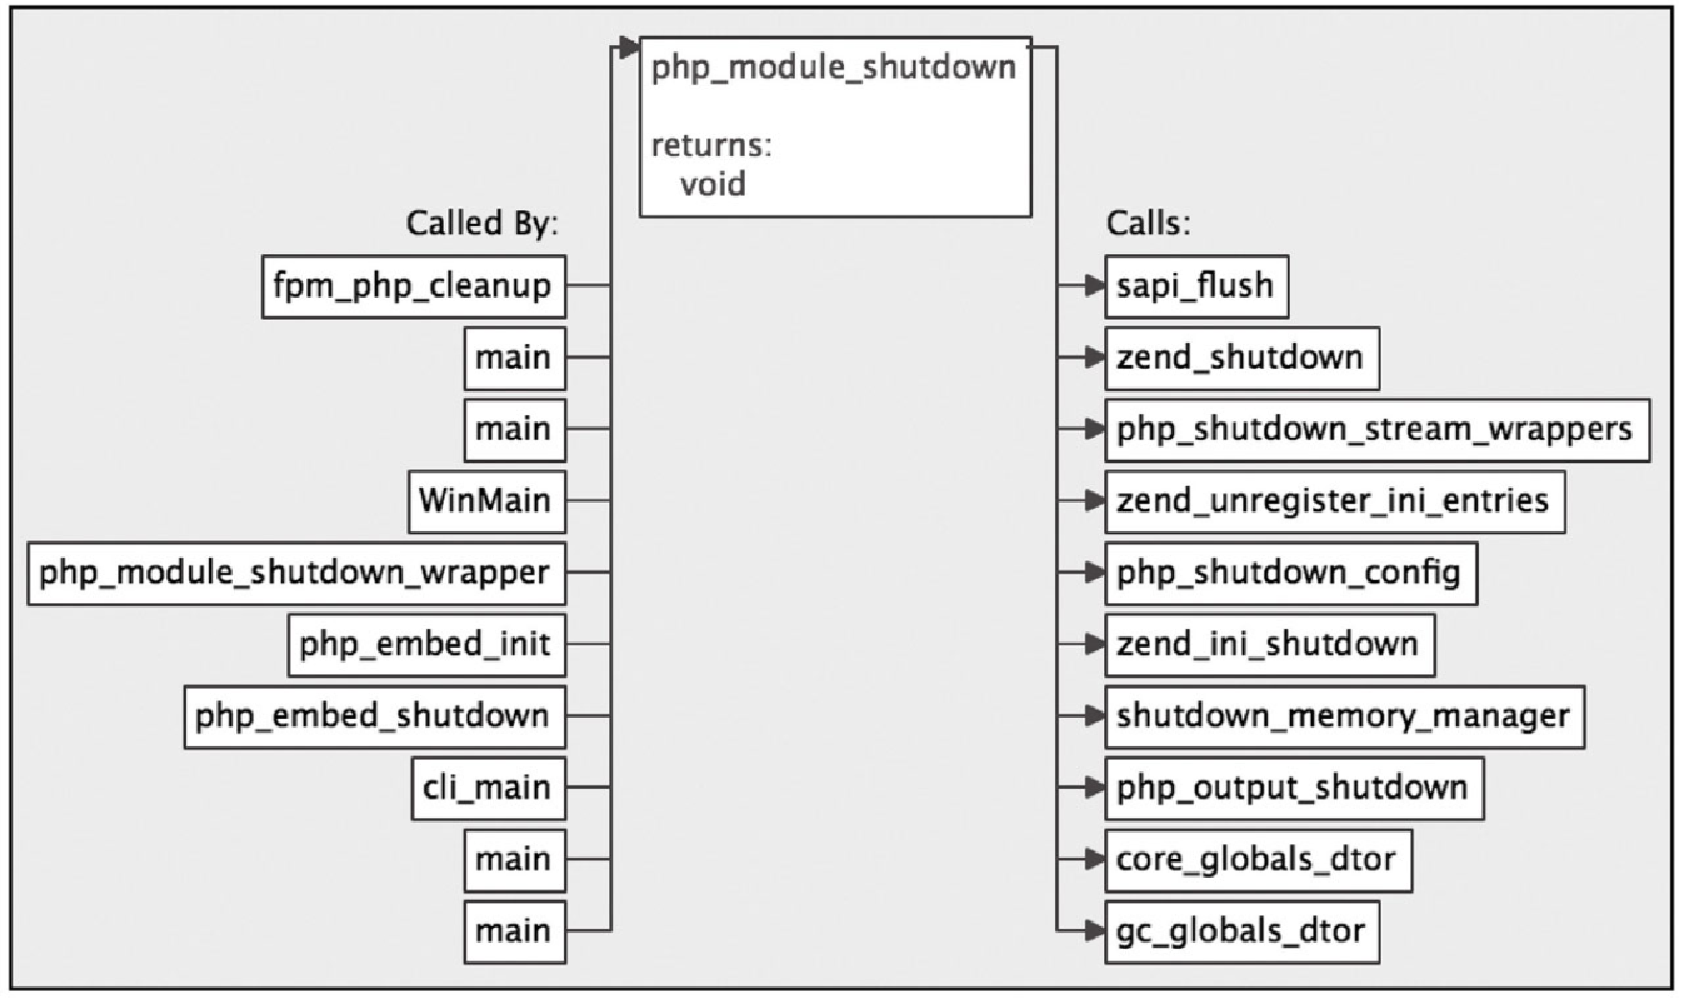 php_module_shutdown
returns:
void
Called By:
fpm_php_cleanup
main
main
WinMain
php_module_shutdown_wrapper
php_embed_init
php_embed_shutdown
cli_main
main
main
Calls:
sapi_flush
zend_shutdown
php_shutdown_stream_wrappers
zend_unregister_ini_entries
php_shutdown_config
zend_ini_shutdown
shutdown_memory_manager
php_output_shutdown
core_globals_dtor
gc_globals_dtor